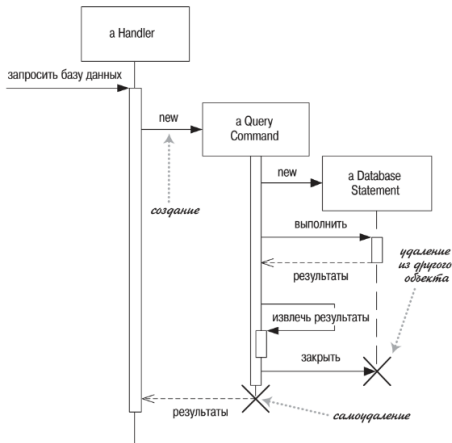 a Handler
запросить базу данных
new
a Query
Command
создание
new
a Database
Statement
выполнить
удаление
из другого
объекта
результаты
извлечь результаты
закрыть
результаты
самоудаление